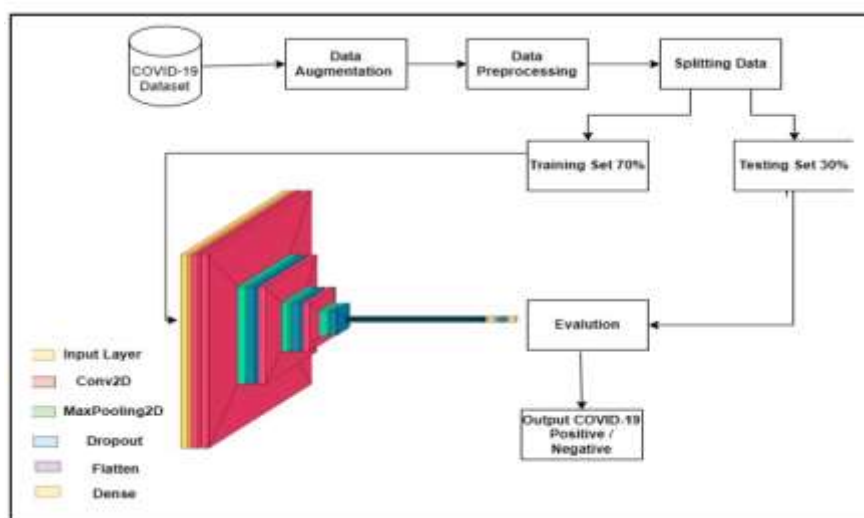 COVID-19
Dataset
Data
Augmentation
Data
Preprocessing
Splitting Data
Training Set 70%
Testing Set 30%
Evalution
Output COVID-19
Positive /
Negative
Input Layer
Conv2D
MaxPooling2D
Dropout
Flatten
Dense